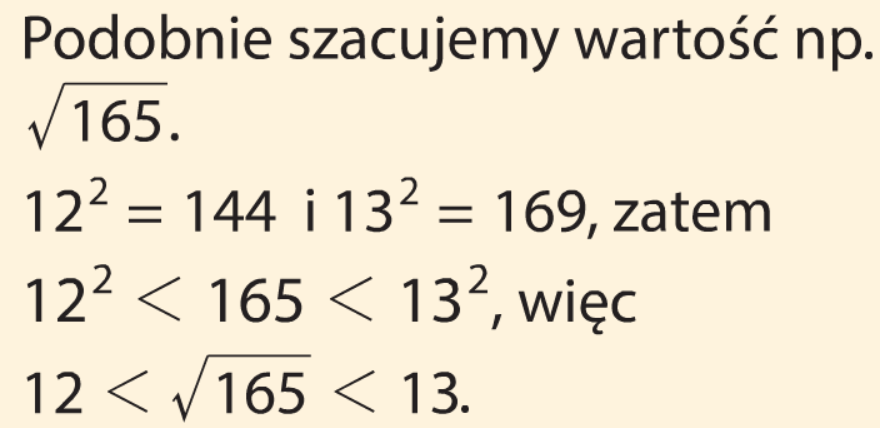 Podobnie szacujemy wartość np.
√165.
12² = 144 i 13² = 169, zatem
12² < 165 < 13², więc
12 < √165 < 13.